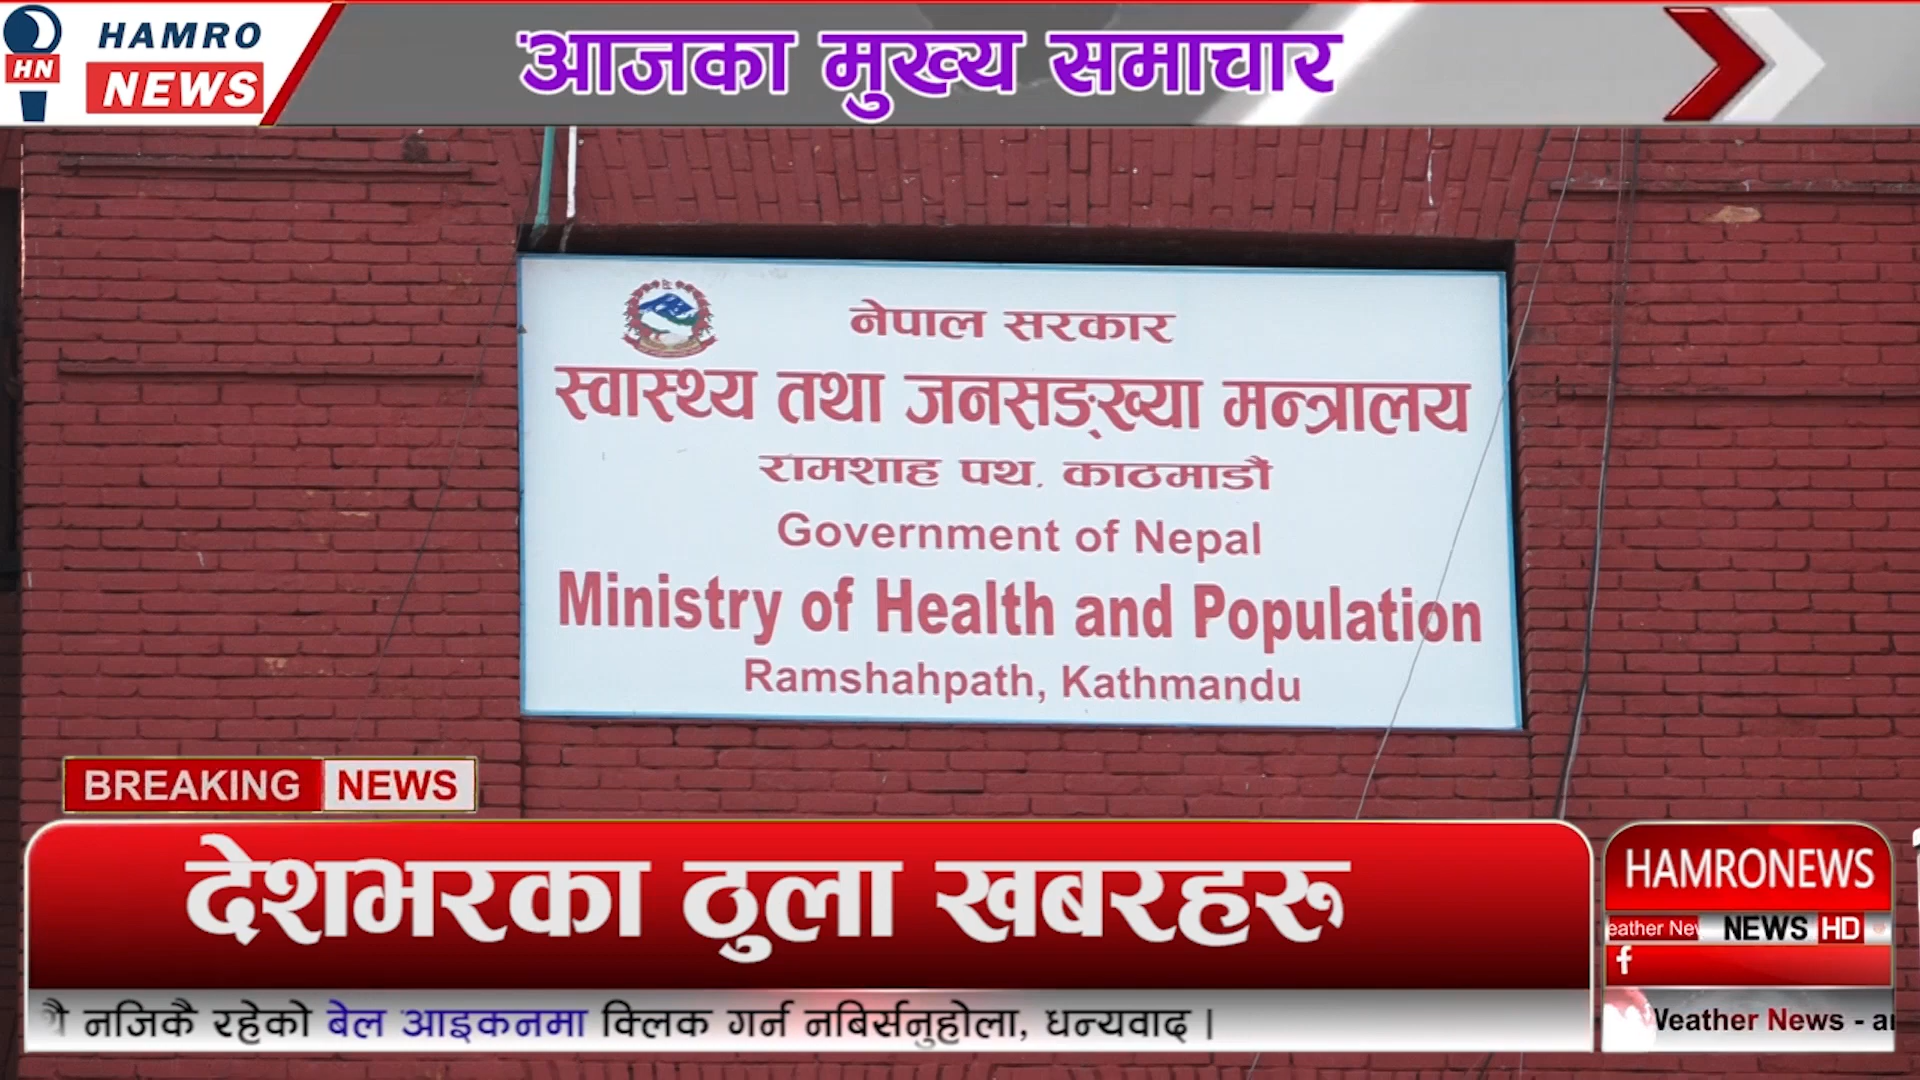 HAMRO
NEWS
HN
आजका मुख्य समाचार
नेपाल सरकार
स्वास्थ्य तथा जनसङ्ख्या मन्त्रालय
रामशाह पथ, काठमाडौं
Government of Nepal
Ministry of Health and Population
Ramshahpath, Kathmandu
BREAKING NEWS
देशभरका ठुला खबरहरू
HAMRONEWS
NEWS HD
f
नजिकै रहेको बेल आइकनमा क्लिक गर्न नबिर्सनुहोला, धन्यवाद ।
Weather News